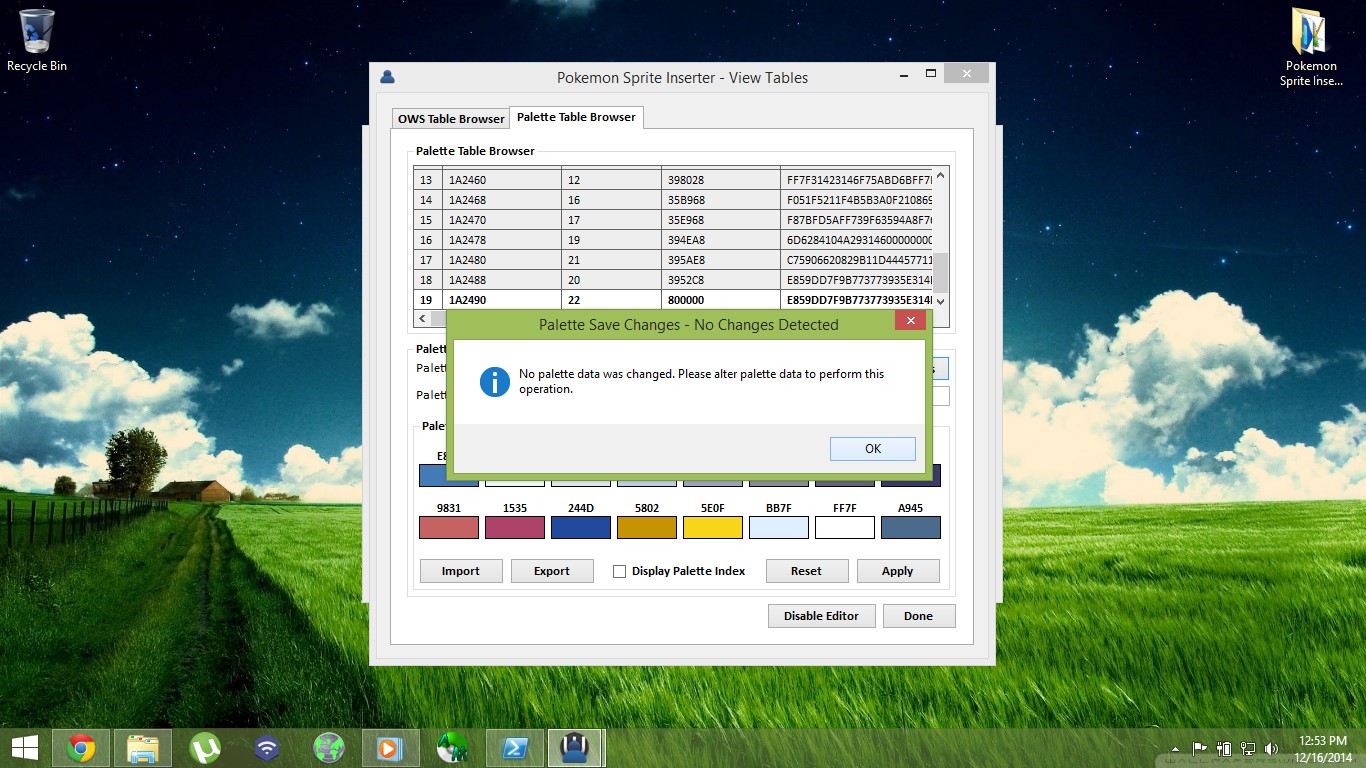 Recycle Bin
Pokemon
Sprite Inse...
Pokemon Sprite Inserter - View Tables
OWS Table Browser Palette Table Browser
Palette Table Browser
13 1A2460 12 398028 FF7F31423146F75ABD6BFF7
14 1A2468 16 35B968 F051F5211F4B5B3A0F210869
15 1A2470 17 35E968 F87BFD5AFF739F63594A8F7
16 1A2478 19 394EA8 6D6284104A29314600000000
17 1A2480 21 395AE8 C75906620829B11D44457711
18 1A2488 20 3952C8 E859DD7F9B773773935E314
19 1A2490 22 800000 E859DD7F9B773773935E314
Palette Save Changes - No Changes Detected
No palette data was changed. Please alter palette data to perform this
operation.
OK
Palett
Palett
Palett
Pale
E8
9831 1535 244D 5802 5E0F BB7F FF7F A945
Import Export Display Palette Index Reset Apply
Disable Editor Done
12:53 PM
12/16/2014